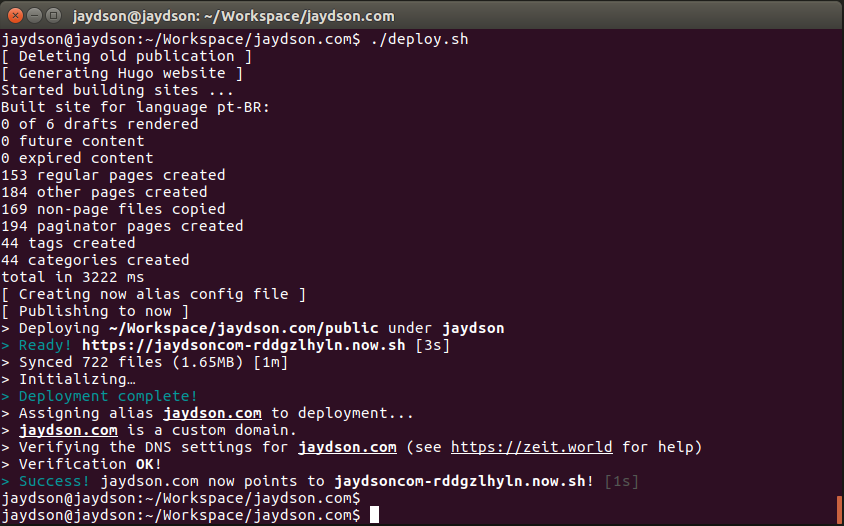 jaydson@jaydson: ~/Workspace/jaydson.com
jaydson@jaydson:~/Workspace/jaydson.com$ ./deploy.sh
[ Deleting old publication ]
[ Generating Hugo website ]
Started building sites ...
Built site for language pt-BR:
0 of 6 drafts rendered
0 future content
0 expired content
153 regular pages created
184 other pages created
169 non-page files copied
194 paginator pages created
44 tags created
44 categories created
total in 3222 ms
[ Creating now alias config file ]
[ Publishing to now ]
> Deploying ~/Workspace/jaydson.com/public under jaydson
> Ready! https://jaydsoncom-rddgzlhyln.now.sh [3s]
> Synced 722 files (1.65MB) [1m]
> Initializing…
> Deployment complete!
> Assigning alias jaydson.com to deployment...
> jaydson.com is a custom domain.
> Verifying the DNS settings for jaydson.com (see https://zeit.world for help)
> Verification OK!
> Success! jaydson.com now points to jaydsoncom-rddgzlhyln.now.sh! [1s]
jaydson@jaydson:~/Workspace/jaydson.com$
jaydson@jaydson:~/Workspace/jaydson.com$